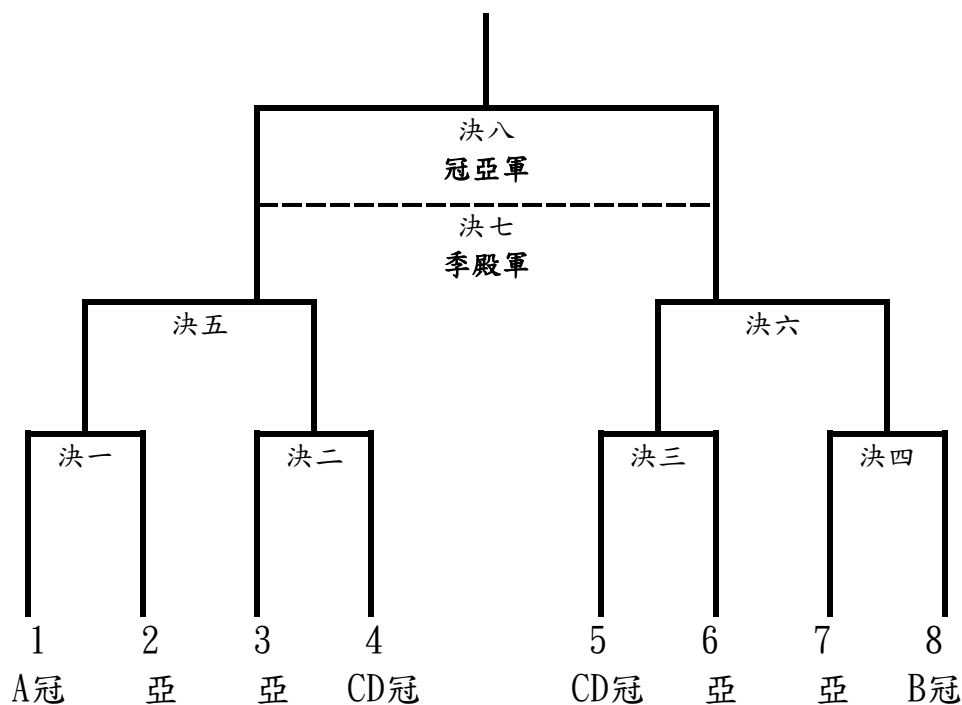 決八
冠亞軍
決七
季殿軍
決五 決六
決一 決二 決三 決四
1 2 3 4 5 6 7 8
A冠 亞 亞 CD冠 CD冠 亞 亞 B冠